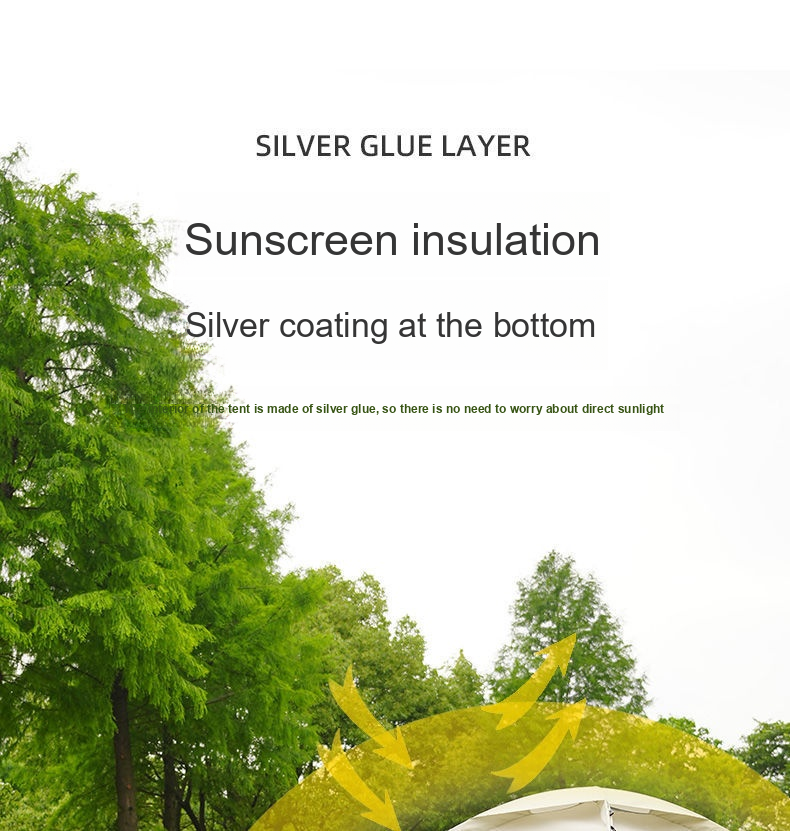 SILVER GLUE LAYER
Sunscreen insulation
Silver coating at the bottom
of the tent is made of silver glue, so there is no need to worry about direct sunlight